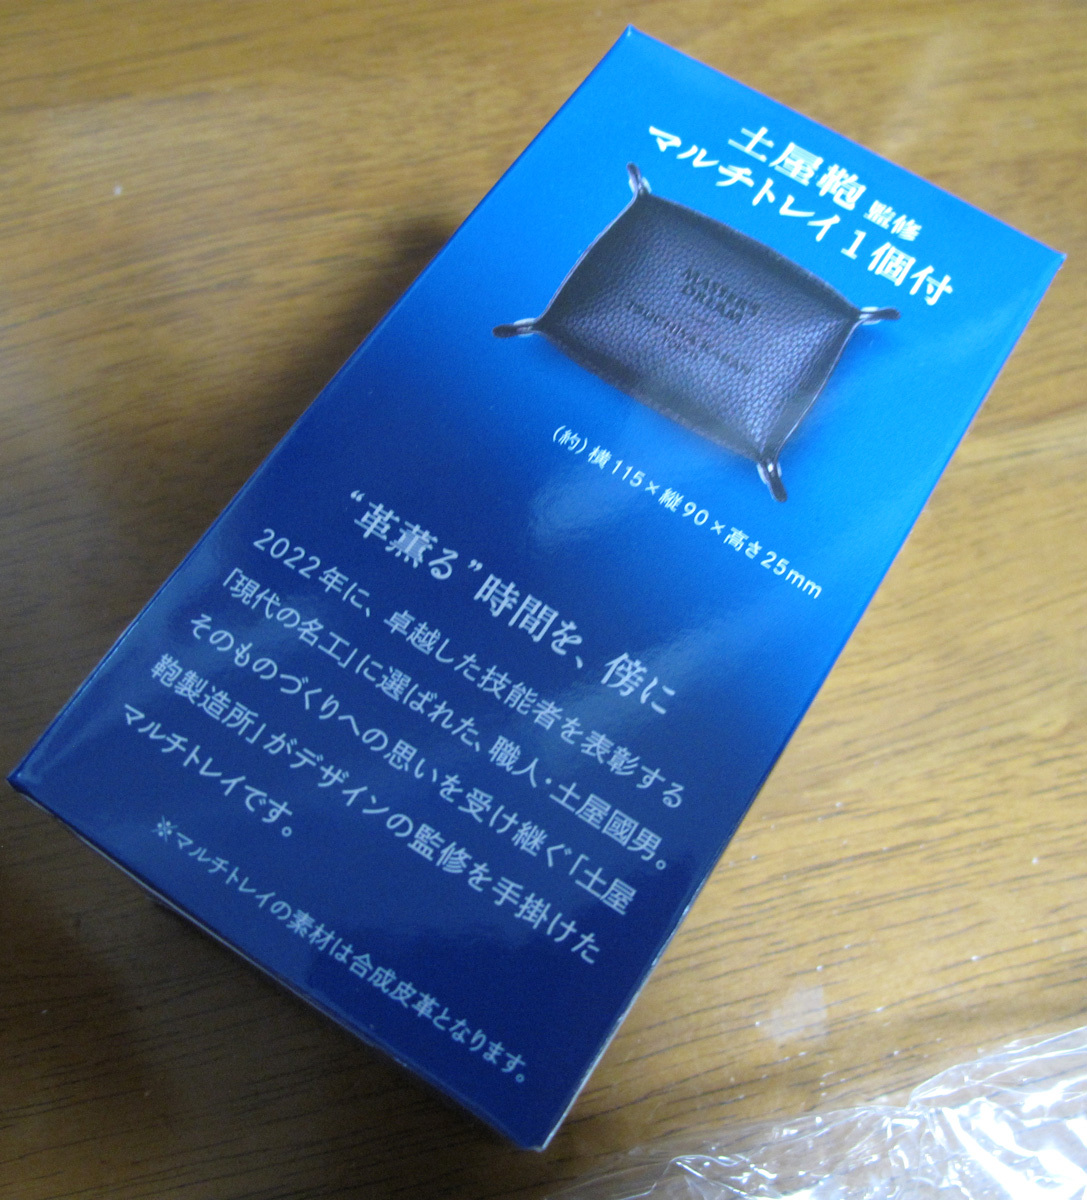 土屋鞄 監修
マルチトレイ1個付
MASTER'S
DREAM
(約)横115×縦90×高さ25mm
“革薫る”時間を、傍に
2022年に、卓越した技能者を表彰する
「現代の名工」に選ばれた、職人・土屋國男。
そのものづくりへの思いを受け継ぐ「土屋
鞄製造所」がデザインの監修を手掛けた
マルチトレイです。
※マルチトレイの素材は合成皮革となります。